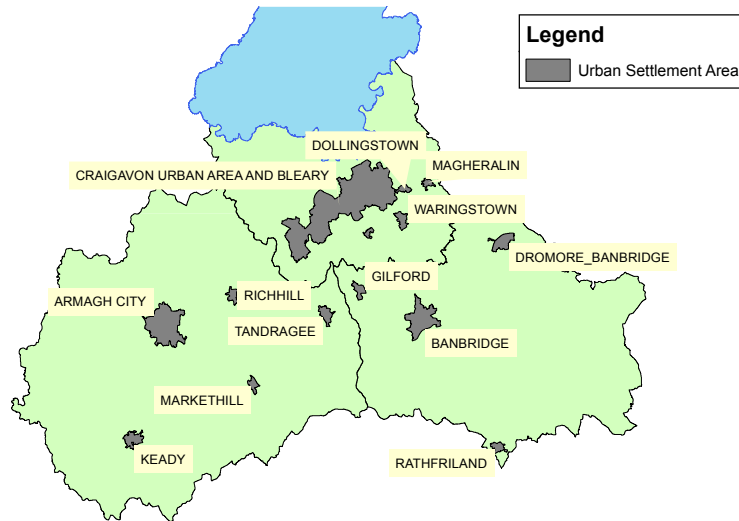 Legend
Urban Settlement Area
DOLLINGSTOWN
MAGHERALIN
CRAIGAVON URBAN AREA AND BLEARY
WARINGSTOWN
DROMORE_BANBRIDGE
GILFORD
RICHHILL
ARMAGH CITY
TANDRAGEE
BANBRIDGE
MARKETHILL
KEADY
RATHFRILAND